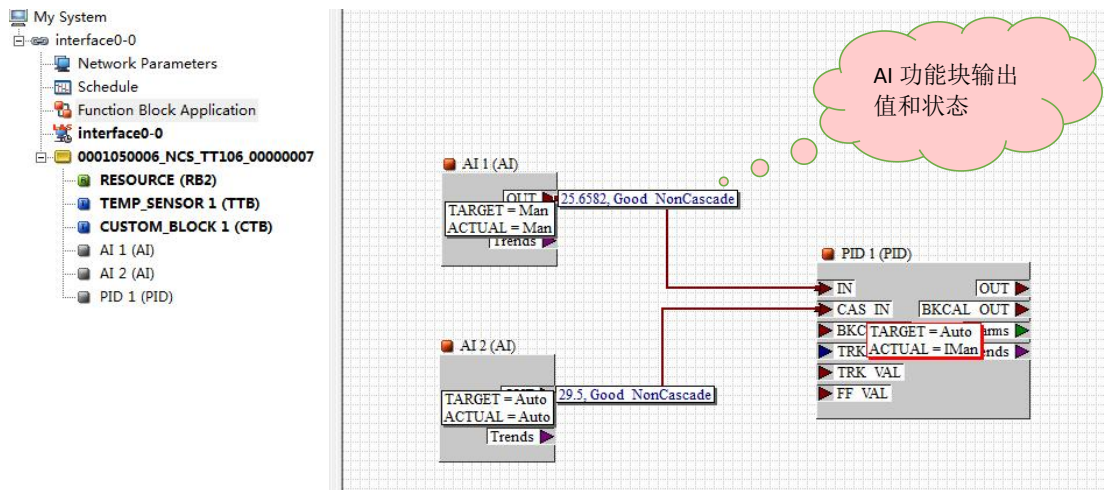 My System
interface0-0
Network Parameters
Schedule
Function Block Application
interface0-0
0001050006_NCS_TT106_00000007
RESOURCE (RB2)
TEMP_SENSOR 1 (TTB)
CUSTOM_BLOCK 1 (CTB)
AI 1 (AI)
AI 2 (AI)
PID 1 (PID)
AI 功能块输出
值和状态
AI 1 (AI)
OUT
25.6582, Good NonCascade
TARGET = Man
ACTUAL = Man
Trends
AI 2 (AI)
29.5, Good NonCascade
TARGET = Auto
ACTUAL = Auto
Trends
PID 1 (PID)
IN
OUT
CAS IN
BKCAL OUT
BKC
TARGET = Auto
TRK
ACTUAL = IMan
TRK VAL
FF VAL